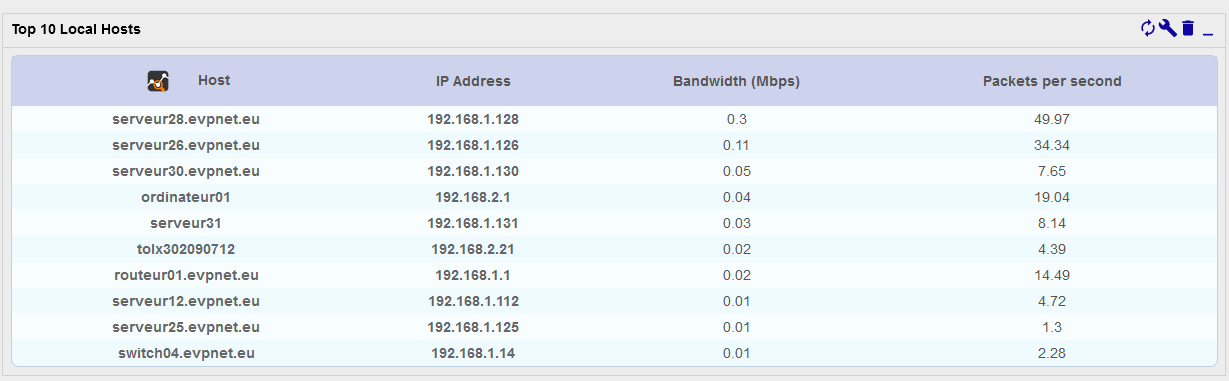 Top 10 Local Hosts
Host IP Address Bandwidth (Mbps) Packets per second
serveur28.evpnet.eu 192.168.1.128 0.3 49.97
serveur26.evpnet.eu 192.168.1.126 0.11 34.34
serveur30.evpnet.eu 192.168.1.130 0.05 7.65
ordinateur01 192.168.2.1 0.04 19.04
serveur31 192.168.1.131 0.03 8.14
tolx302090712 192.168.2.21 0.02 4.39
routeur01.evpnet.eu 192.168.1.1 0.02 14.49
serveur12.evpnet.eu 192.168.1.112 0.01 4.72
serveur25.evpnet.eu 192.168.1.125 0.01 1.3
switch04.evpnet.eu 192.168.1.14 0.01 2.28